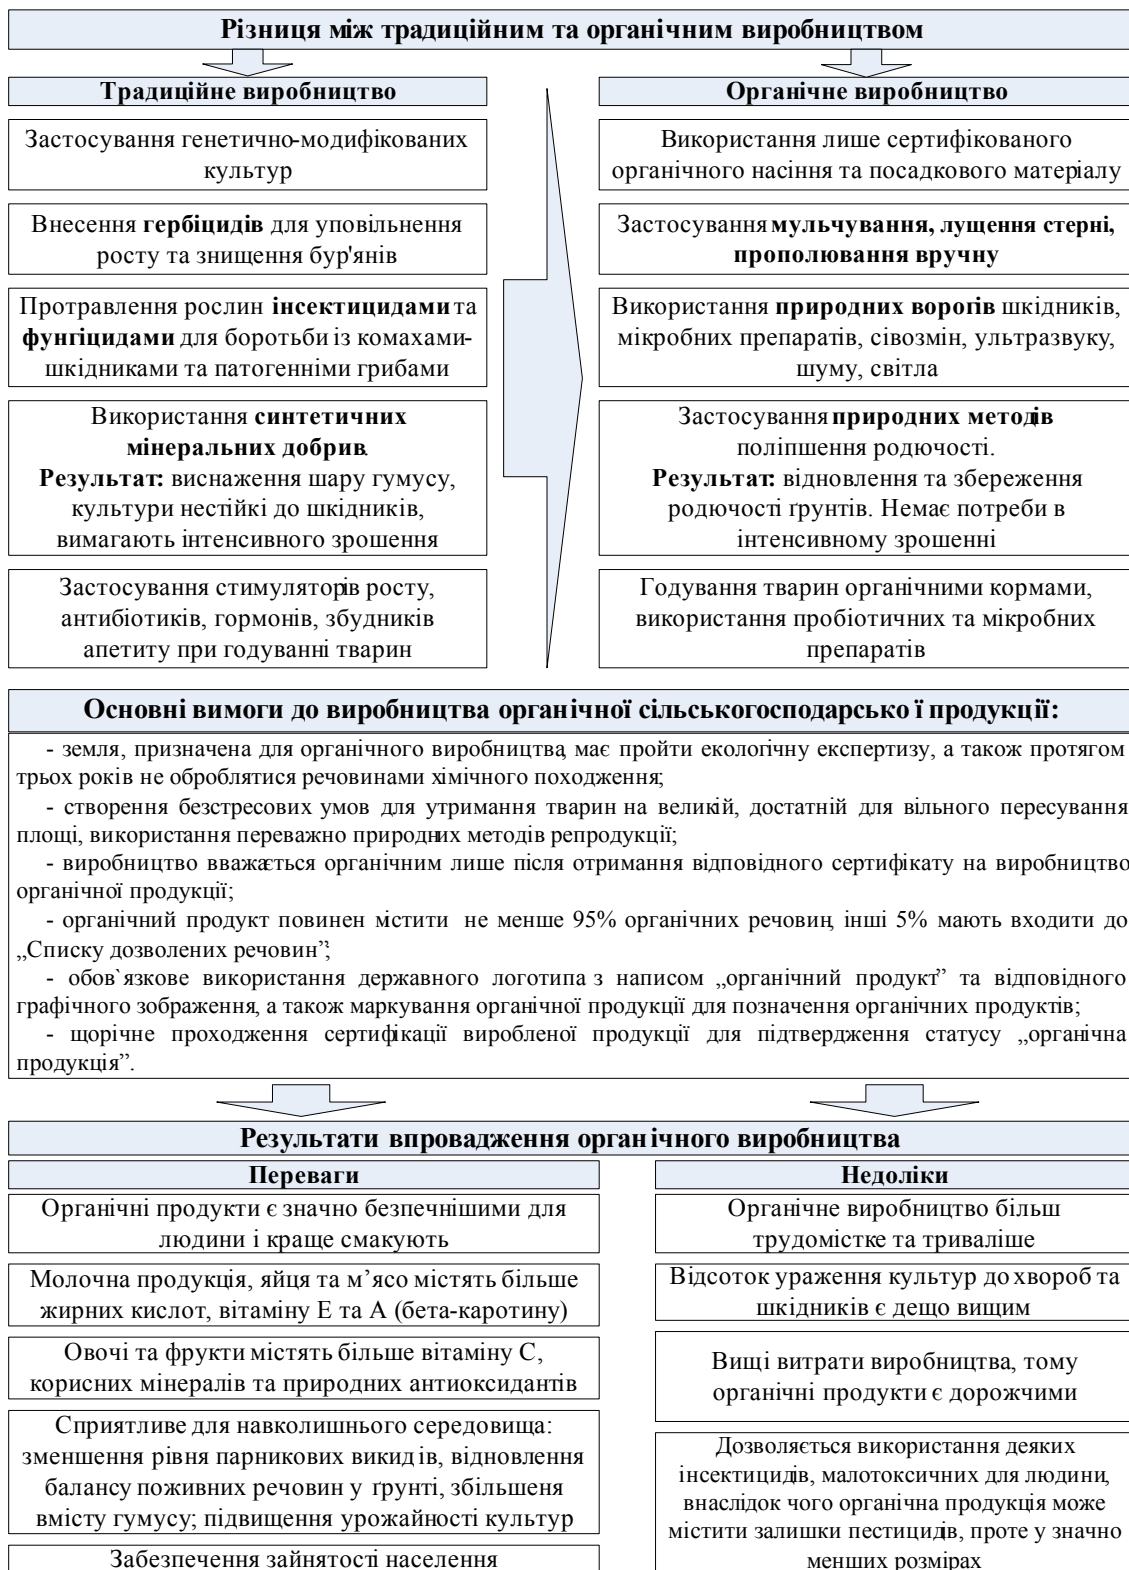 Різниця між традиційним та органічним виробництвом
Традиційне виробництво
Застосування генетично-модифікованих
культур
Внесення гербіцидів для уповільнення
росту та знищення бур'янів
Протравлення рослин інсектицидами та
фунгіцидами для боротьби із комахами-
шкідниками та патогенніми грибами
Використання синтетичних
мінеральних добрив.
Результат: виснаження шару гумусу,
культури нестійкі до шкідників,
вимагають інтенсивного зрошення
Застосування стимуляторів росту,
антибіотиків, гормонів, збудників
апетиту при годуванні тварин
Органічне виробництво
Використання лише сертифікованого
органічного насіння та посадкового матеріалу
Застосування мульчування, лущення стерні,
прополювання вручну
Використання природних ворогів шкідників,
мікробних препаратів, сівозмін, ультразвуку,
шуму, світла
Застосування природних методів
поліпшення родючості.
Результат: відновлення та збереження
родючості ґрунтів. Немає потреби в
інтенсивному зрошенні
Годування тварин органічними кормами,
використання пробіотичних та мікробних
препаратів
Основні вимоги до виробництва органічної сільськогосподарської продукції:
- земля, призначена для органічного виробництва, має пройти екологічну експертизу, а також протягом
трьох років не оброблятися речовинами хімічного походження;
- створення безстресових умов для утримання тварин на великій, достатній для вільного пересування
площі, використання переважно природних методів репродукції;
- виробництво вважається органічним лише після отримання відповідного сертифікату на виробництво
органічної продукції;
- органічний продукт повинен містити не менше 95% органічних речовин, інші 5% мають входити до
„Списку дозволених речовин”;
- обов`язкове використання державного логотипа з написом „органічний продукт” та відповідного
графічного зображення, а також маркування органічної продукції для позначення органічних продуктів;
- щорічне проходження сертифікації виробленої продукції для підтвердження статусу „органічна
продукція”.
Результати впровадження органічного виробництва
Переваги
Органічні продукти є значно безпечнішими для
людини і краще смакують
Молочна продукція, яйця та м’ясо містять більше
жирних кислот, вітаміну Е та А (бета-каротину)
Овочі та фрукти містять більше вітаміну С,
корисних мінералів та природних антиоксидантів
Сприятливе для навколишнього середовища:
зменшення рівня парникових викидів, відновлення
балансу поживних речовин у ґрунті, збільшеня
вмісту гумусу; підвищення урожайності культур
Забезпечення зайнятості населення
Недоліки
Органічне виробництво більш
трудомістке та триваліше
Відсоток ураження культур до хвороб та
шкідників є дещо вищим
Вищі витрати виробництва, тому
органічні продукти є дорожчими
Дозволяється використання деяких
інсектицидів, малотоксичних для людини,
внаслідок чого органічна продукція може
містити залишки пестицидів, проте у значно
менших розмірах